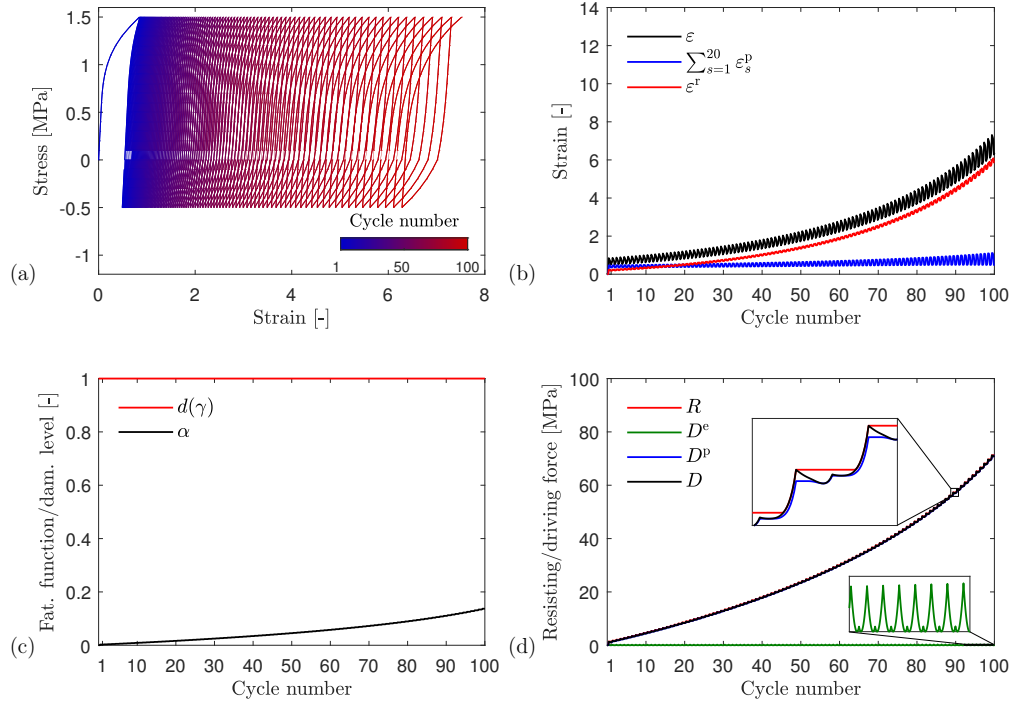 1.5
1
0.5
0
-0.5
-1
Stress [MPa]
Cycle number
1 50 100
(a)
0 2 4 6 8
Strain [-]
14
12
10
8
6
4
2
0
Strain [-]
ε
∑_{s=1}^{20} ε_s^p
ε^r
(b)
1 10 20 30 40 50 60 70 80 90 100
Cycle number
1
0.8
0.6
0.4
0.2
0
Fat. function/dam. level [-]
d(γ)
α
(c)
1 10 20 30 40 50 60 70 80 90 100
Cycle number
100
80
60
40
20
0
Resisting/driving force [MPa]
R
D^e
D^p
D
(d)
1 10 20 30 40 50 60 70 80 90 100
Cycle number